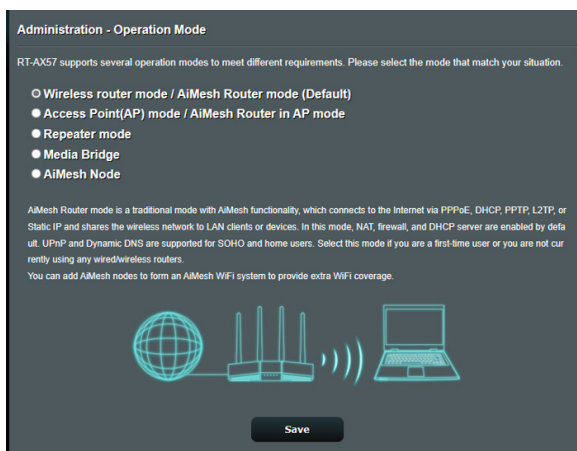 Administration - Operation Mode
RT-AX57 supports several operation modes to meet different requirements. Please select the mode that match your situation.
Wireless router mode / AiMesh Router mode (Default)
Access Point(AP) mode / AiMesh Router in AP mode
Repeater mode
Media Bridge
AiMesh Node
AiMesh Router mode is a traditional mode with AiMesh functionality, which connects to the Internet via PPPoE, DHCP, PPTP, L2TP, or
Static IP and shares the wireless network to LAN clients or devices. In this mode, NAT, firewall, and DHCP server are enabled by defa
ult. UPnP and Dynamic DNS are supported for SOHO and home users. Select this mode if you are a first-time user or you are not cur
rently using any wired/wireless routers.
You can add AiMesh nodes to form an AiMesh WiFi system to provide extra WiFi coverage.
Save